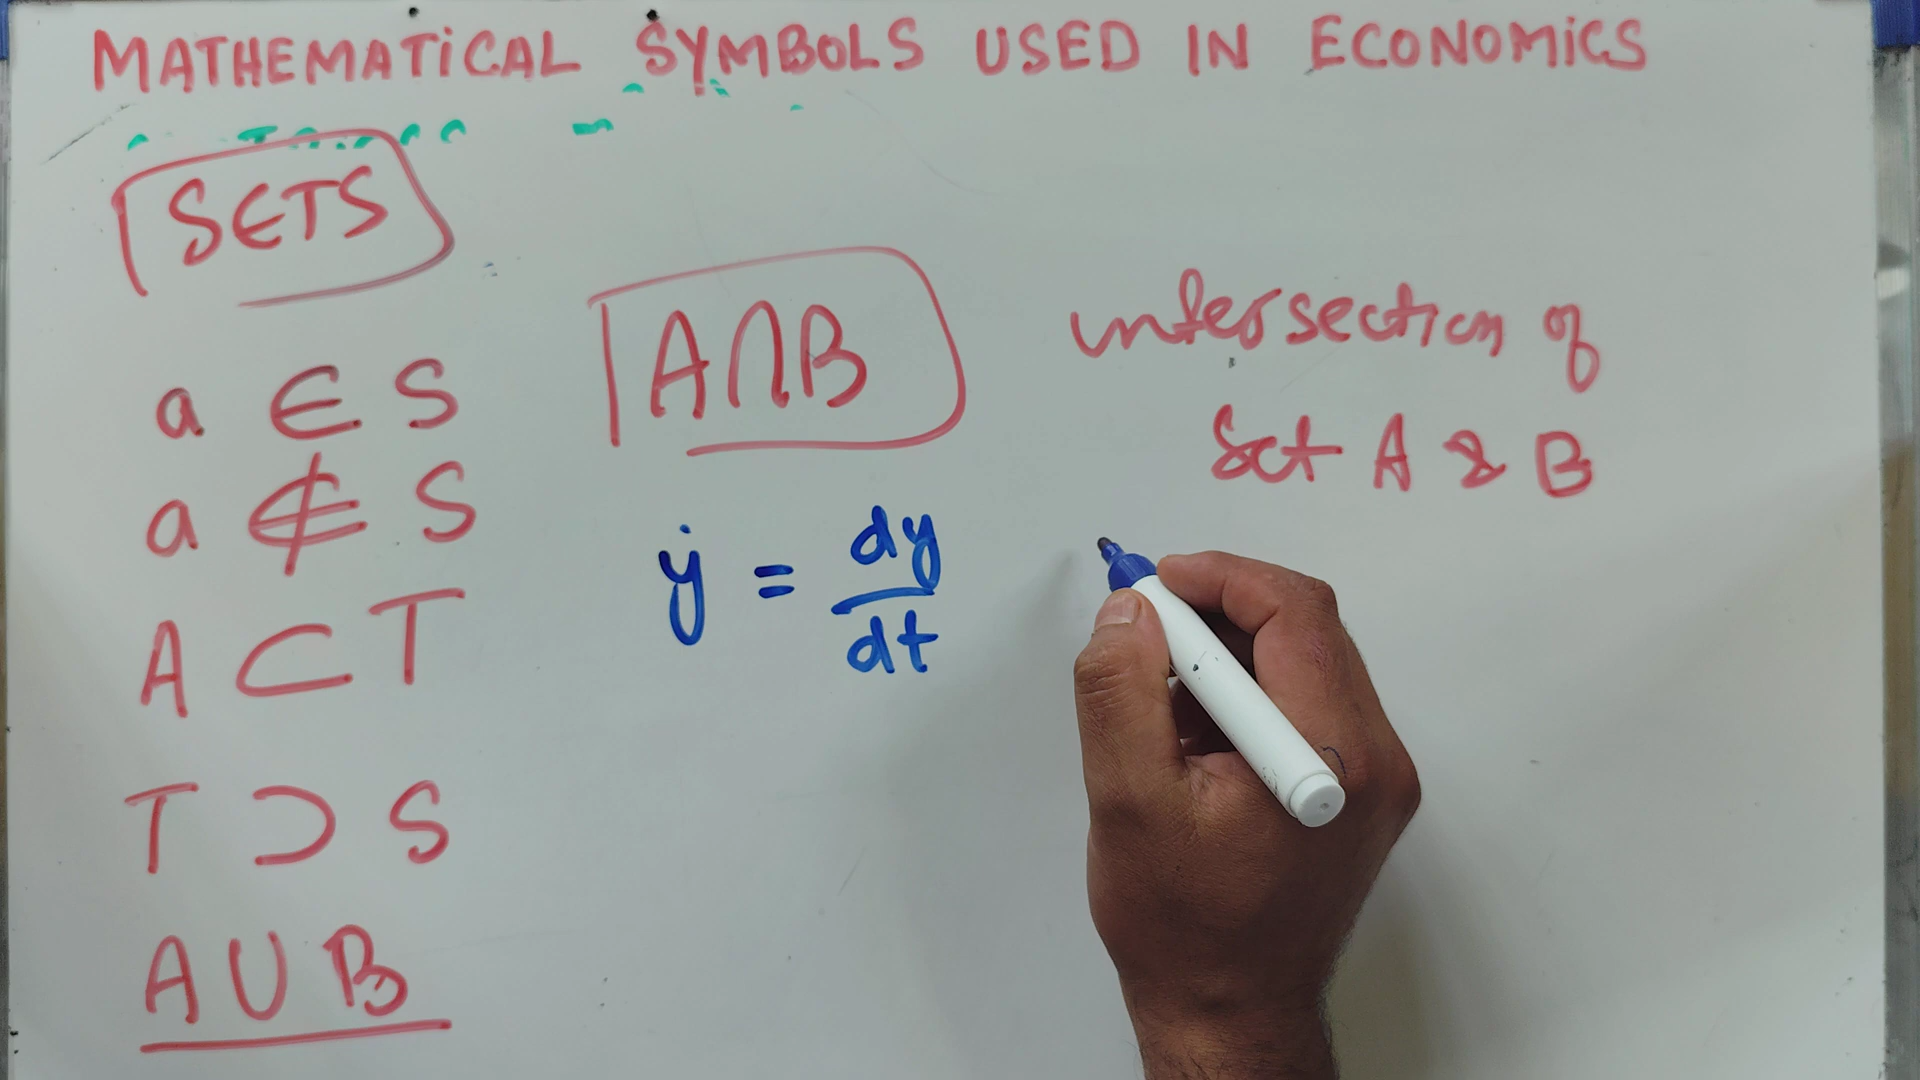 MATHEMATICAL SYMBOLS USED IN ECONOMICS
SETS
a ∈ S
a ∉ S
A ⊂ T
T ⊃ S
A ∪ B
A∩B
intersection of
Set A & B
ẏ = dy/dt